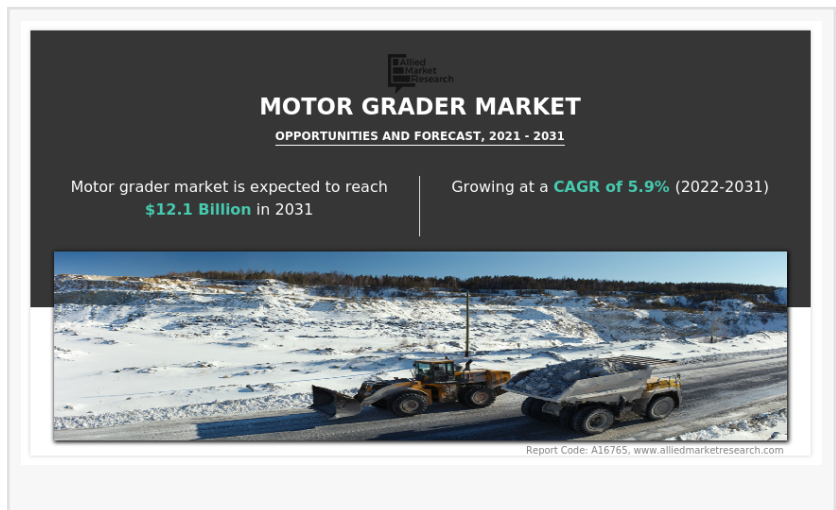 Allied
Market
Research
MOTOR GRADER MARKET
OPPORTUNITIES AND FORECAST, 2021 - 2031
Motor grader market is expected to reach
$12.1 Billion in 2031
Growing at a CAGR of 5.9% (2022-2031)
Report Code: A16765, www.alliedmarketresearch.com